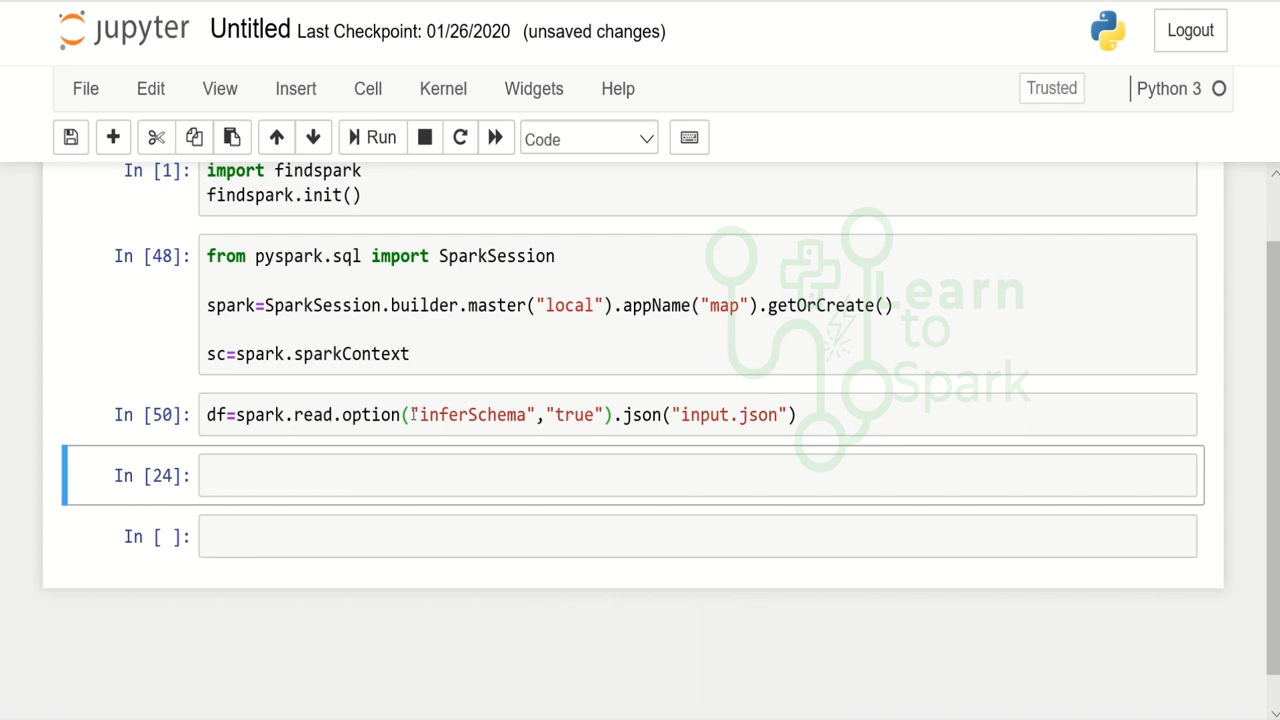 jupyter Untitled Last Checkpoint: 01/26/2020 (unsaved changes) Logout
File Edit View Insert Cell Kernel Widgets Help Trusted Python 3
Run Code
In [1]: import findspark
findspark.init()
In [48]: from pyspark.sql import SparkSession
spark=SparkSession.builder.master("local").appName("map").getOrCreate()
sc=spark.sparkContext
In [50]: df=spark.read.option("inferSchema","true").json("input.json")
In [24]:
In [ ]:
Learn
to
Spark